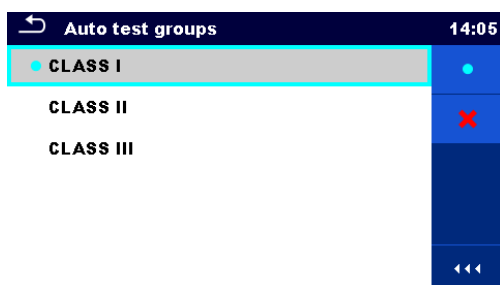 Auto test groups 14:05
CLASS I
CLASS II
CLASS III